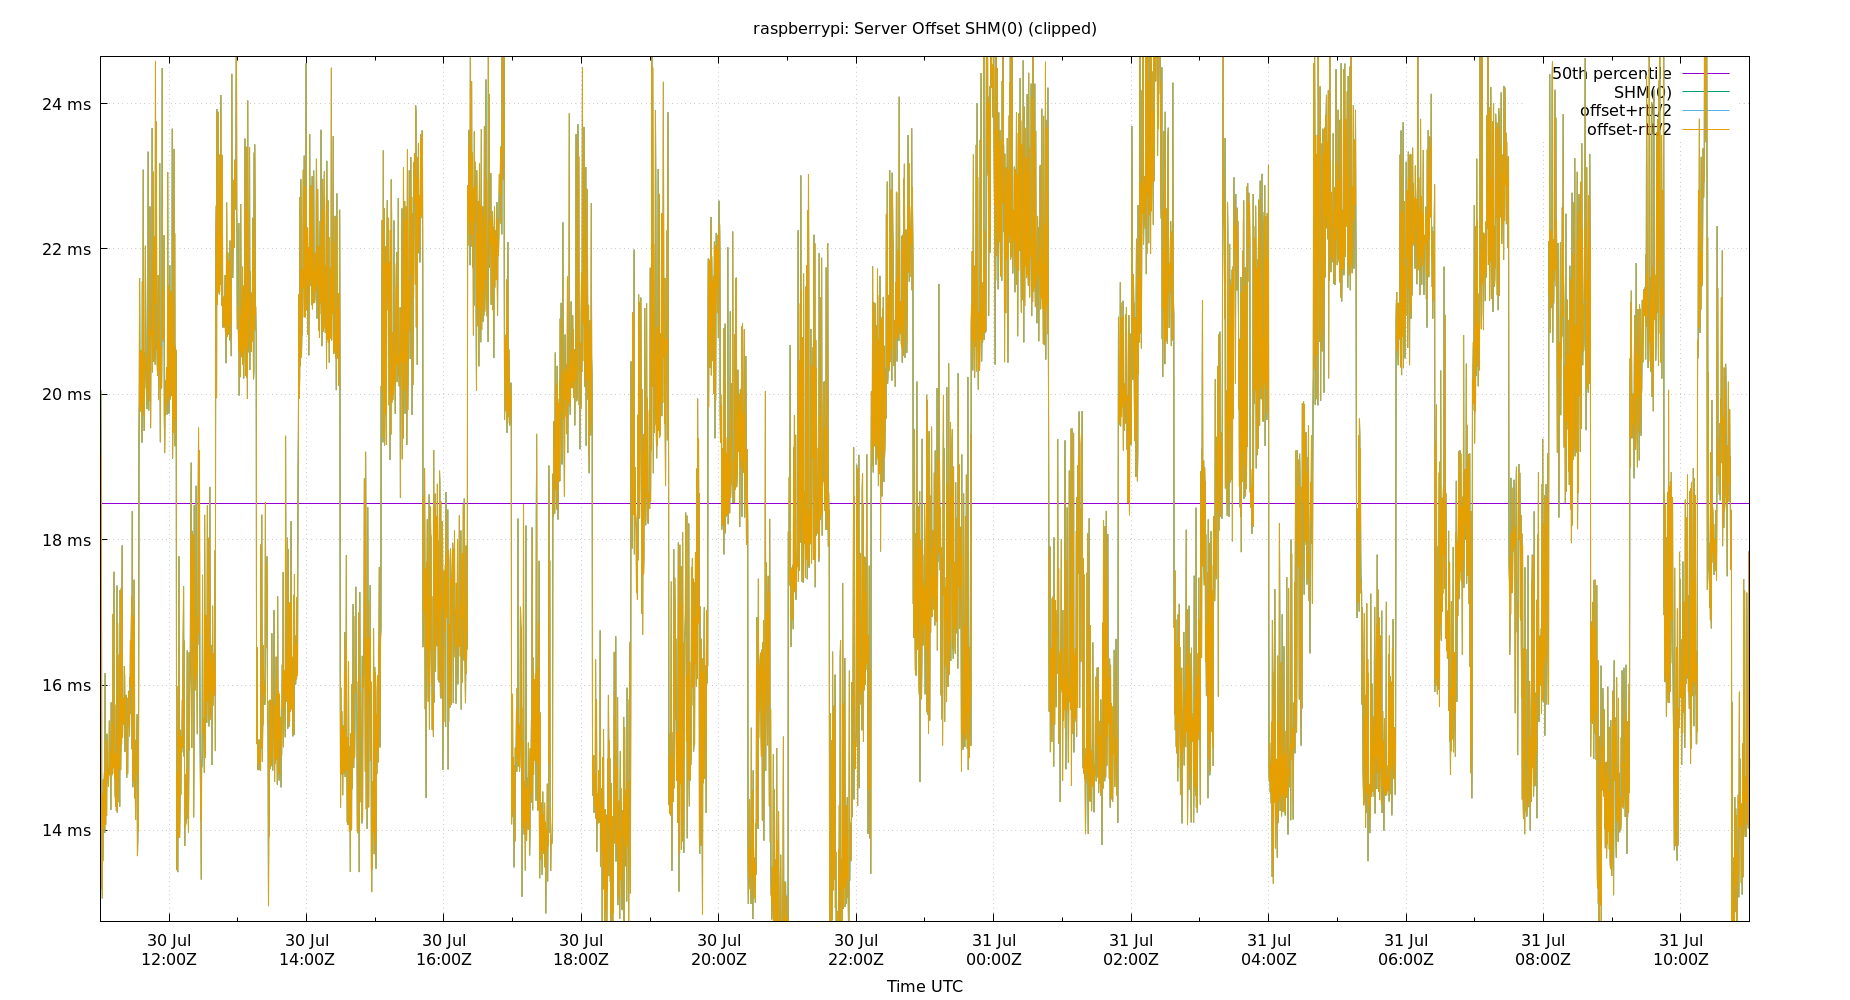 raspberrypi: Server Offset SHM(0) (clipped)
50th percentile
SHM(0)
offset+rtt/2
offset-rtt/2
24 ms
22 ms
20 ms
18 ms
16 ms
14 ms
30 Jul 30 Jul 30 Jul 30 Jul 30 Jul 30 Jul 31 Jul 31 Jul 31 Jul 31 Jul 31 Jul 31 Jul
12:00Z 14:00Z 16:00Z 18:00Z 20:00Z 22:00Z 00:00Z 02:00Z 04:00Z 06:00Z 08:00Z 10:00Z
Time UTC